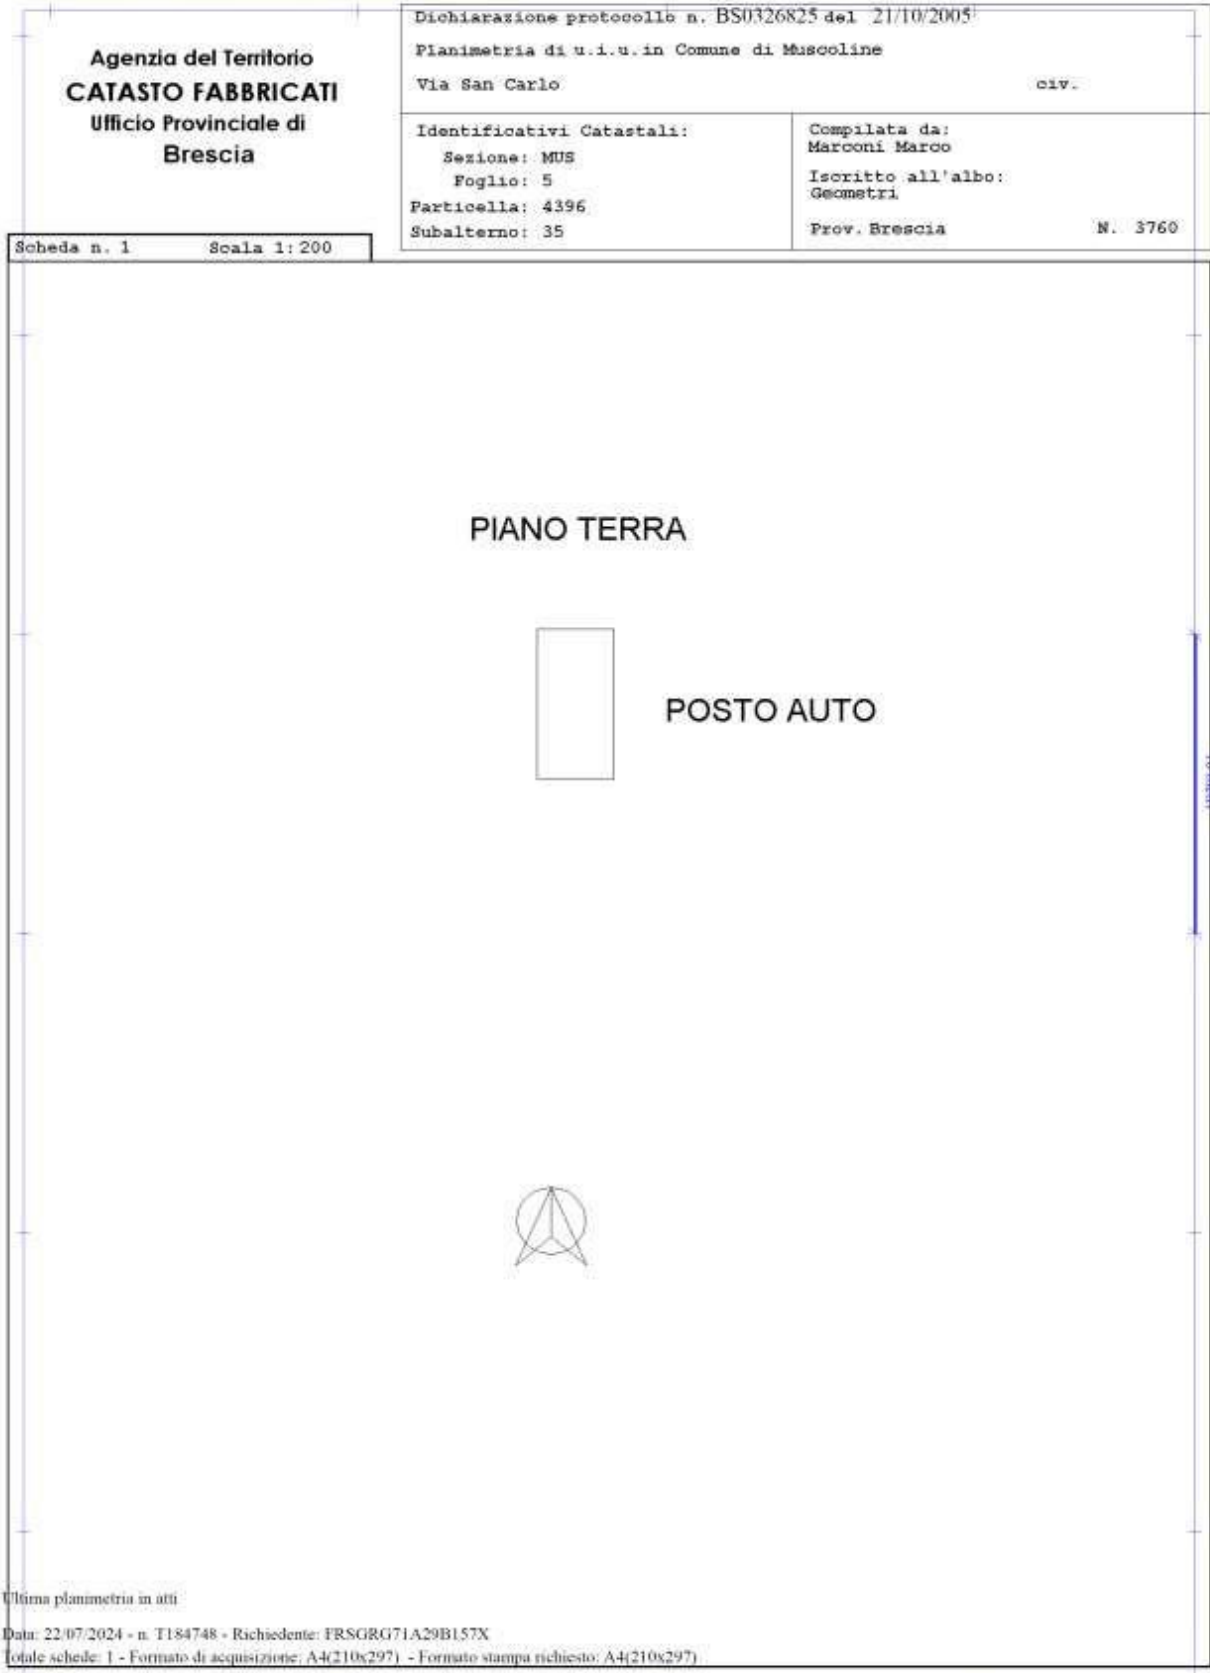 Agenzia del Territorio
CATASTO FABBRICATI
Ufficio Provinciale di
Brescia
Dichiarazione protocollo n. BS0326825 del 21/10/2005
Planimetria di u.i.u. in Comune di Muscoline
Via San Carlo civ.
Identificativi Catastali:
Sezione: MUS
Foglio: 5
Particella: 4396
Subalterno: 35
Compilata da:
Marconi Marco
Iscritto all'albo:
Geometri
Prov. Brescia N. 3760
Scheda n. 1 Scala 1:200
PIANO TERRA
POSTO AUTO
Ultima planimetria in atti
Data: 22/07/2024 - n. T184748 - Richiedente: FRSGRG71A29B157X
Totale schede: 1 - Formato di acquisizione: A4(210x297) - Formato stampa richiesto: A4(210x297)